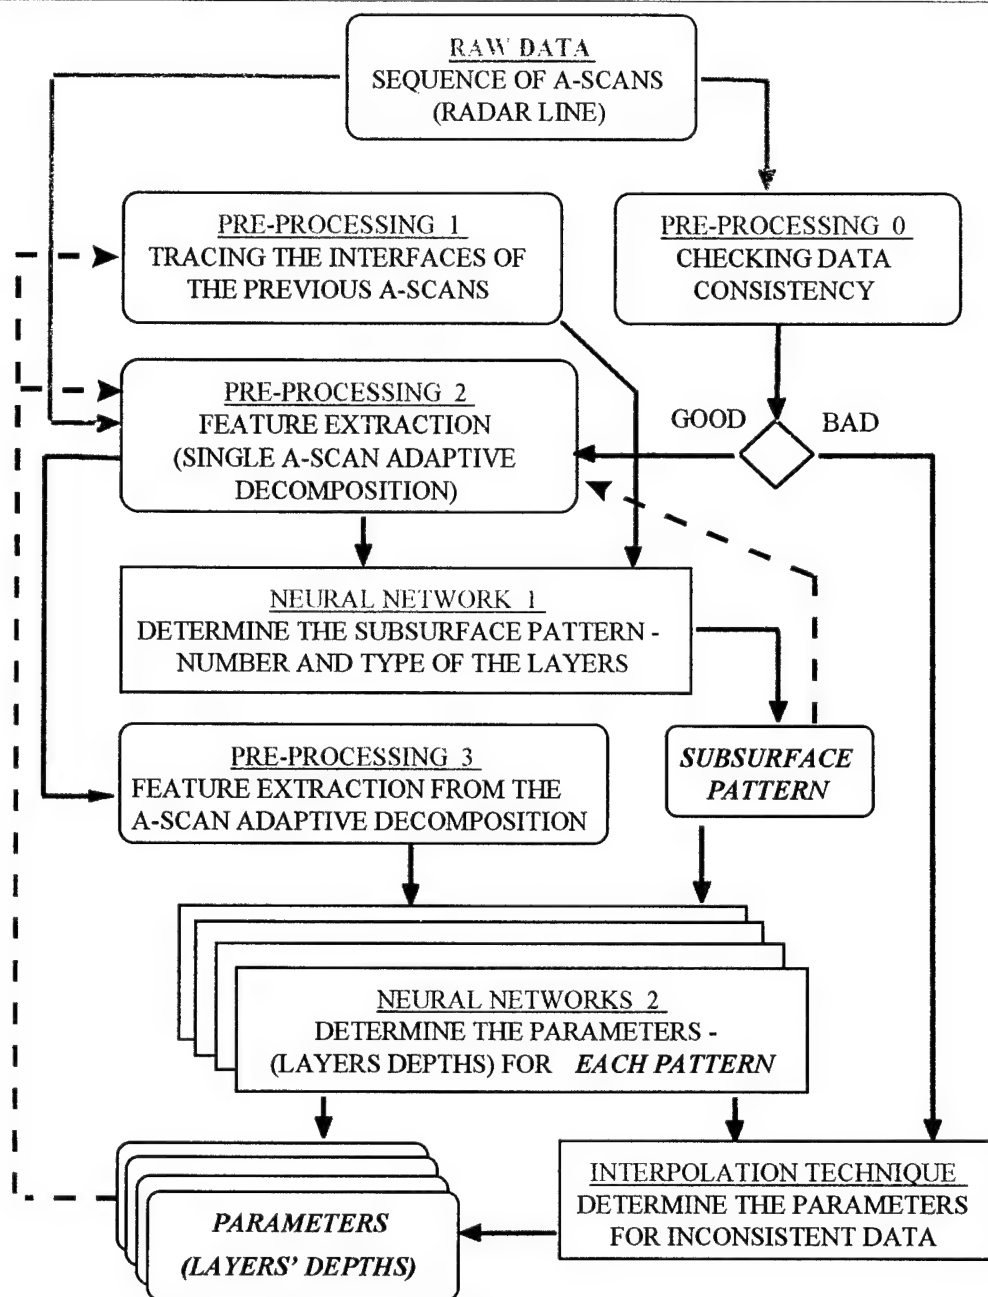 RAW DATA
SEQUENCE OF A-SCANS
(RADAR LINE)
PRE-PROCESSING 1
TRACING THE INTERFACES OF
THE PREVIOUS A-SCANS
PRE-PROCESSING 0
CHECKING DATA
CONSISTENCY
PRE-PROCESSING 2
FEATURE EXTRACTION
(SINGLE A-SCAN ADAPTIVE
DECOMPOSITION)
GOOD
BAD
NEURAL NETWORK 1
DETERMINE THE SUBSURFACE PATTERN -
NUMBER AND TYPE OF THE LAYERS
PRE-PROCESSING 3
FEATURE EXTRACTION FROM THE
A-SCAN ADAPTIVE DECOMPOSITION
SUBSURFACE
PATTERN
NEURAL NETWORKS 2
DETERMINE THE PARAMETERS -
(LAYERS DEPTHS) FOR EACH PATTERN
INTERPOLATION TECHNIQUE
DETERMINE THE PARAMETERS
FOR INCONSISTENT DATA
PARAMETERS
(LAYERS' DEPTHS)